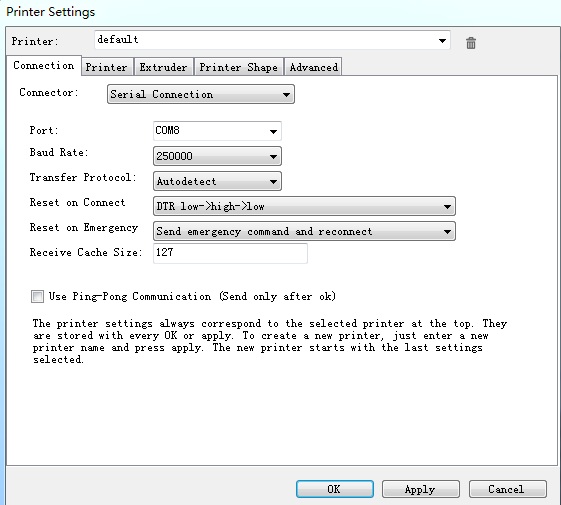 Printer Settings
Printer: default
Connection Printer Extruder Printer Shape Advanced
Connector: Serial Connection
Port: COM8
Baud Rate: 250000
Transfer Protocol: Autodetect
Reset on Connect DTR low->high->low
Reset on Emergency Send emergency command and reconnect
Receive Cache Size: 127
Use Ping-Pong Communication (Send only after ok)
The printer settings always correspond to the selected printer at the top. They
are stored with every OK or apply. To create a new printer, just enter a new
printer name and press apply. The new printer starts with the last settings
selected.
OK Apply Cancel